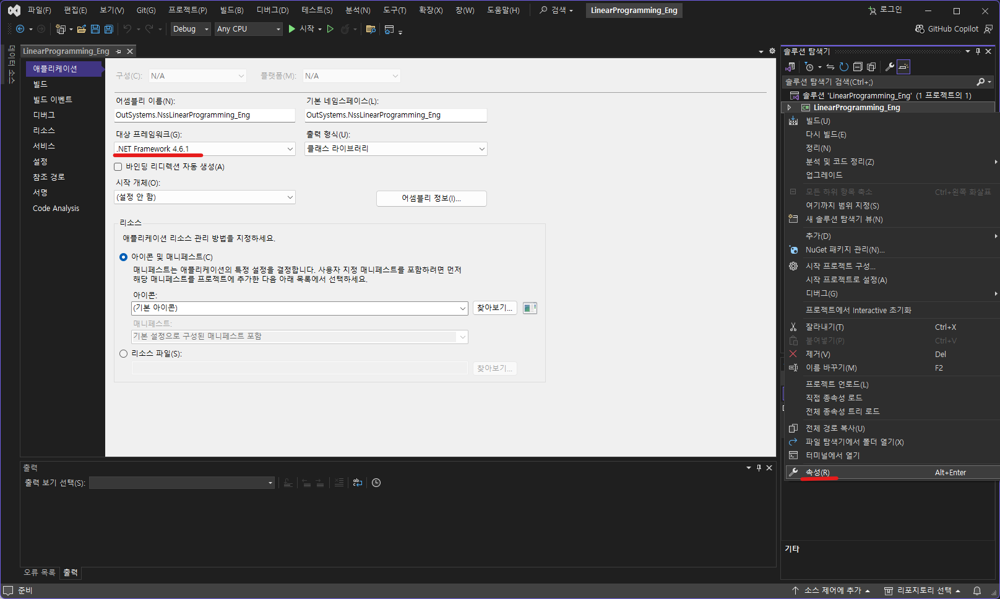 파일(F) 편집(E) 보기(V) Git(G) 프로젝트(P) 빌드(B) 디버그(D) 테스트(S) 분석(N) 도구(T) 확장(X) 창(W) 도움말(H) 검색 LinearProgramming_Eng 로그인
Debug Any CPU 시작 GitHub Copilot
데이터 소스
LinearProgramming_Eng
애플리케이션
빌드
빌드 이벤트
디버그
리소스
서비스
설정
참조 경로
서명
Code Analysis
구성(C): N/A 플랫폼(M): N/A
어셈블리 이름(N): 기본 네임스페이스(L):
OutSystems.NssLinearProgramming_Eng OutSystems.NssLinearProgramming_Eng
대상 프레임워크(G): 출력 형식(U):
.NET Framework 4.6.1 클래스 라이브러리
바인딩 리디렉션 자동 생성(A)
시작 개체(O):
(설정 안 함) 어셈블리 정보(I)...
리소스
애플리케이션 리소스 관리 방법을 지정하세요.
아이콘 및 매니페스트(C)
매니페스트는 애플리케이션의 특정 설정을 결정합니다. 사용자 지정 매니페스트를 포함하려면 먼저
해당 매니페스트를 프로젝트에 추가한 다음 아래 목록에서 선택하세요.
아이콘:
(기본 아이콘) 찾아보기...
매니페스트:
기본 설정으로 구성된 매니페스트 포함
리소스 파일(S):
찾아보기...
출력
출력 보기 선택(S):
오류 목록 출력
솔루션 탐색기
솔루션 탐색기 검색(Ctrl+;)
솔루션 'LinearProgramming_Eng' (1 프로젝트의 1)
C# LinearProgramming_Eng
빌드(U)
다시 빌드(E)
정리(N)
분석 및 코드 정리(Z)
업그레이드
모든 하위 항목 축소 Ctrl+왼쪽 화살표
여기까지 범위 지정(S)
새 솔루션 탐색기 뷰(N)
추가(D)
NuGet 패키지 관리(N)...
시작 프로젝트 구성...
시작 프로젝트로 설정(A)
디버그(G)
프로젝트에서 Interactive 초기화
잘라내기(T) Ctrl+X
붙여넣기(P) Ctrl+V
제거(V) Del
이름 바꾸기(M) F2
프로젝트 언로드(L)
직접 종속성 로드
전체 종속성 트리 로드
전체 경로 복사(U)
파일 탐색기에서 폴더 열기(X)
터미널에서 열기
속성(R) Alt+Enter
기타
준비 소스 제어에 추가 리포지토리 선택